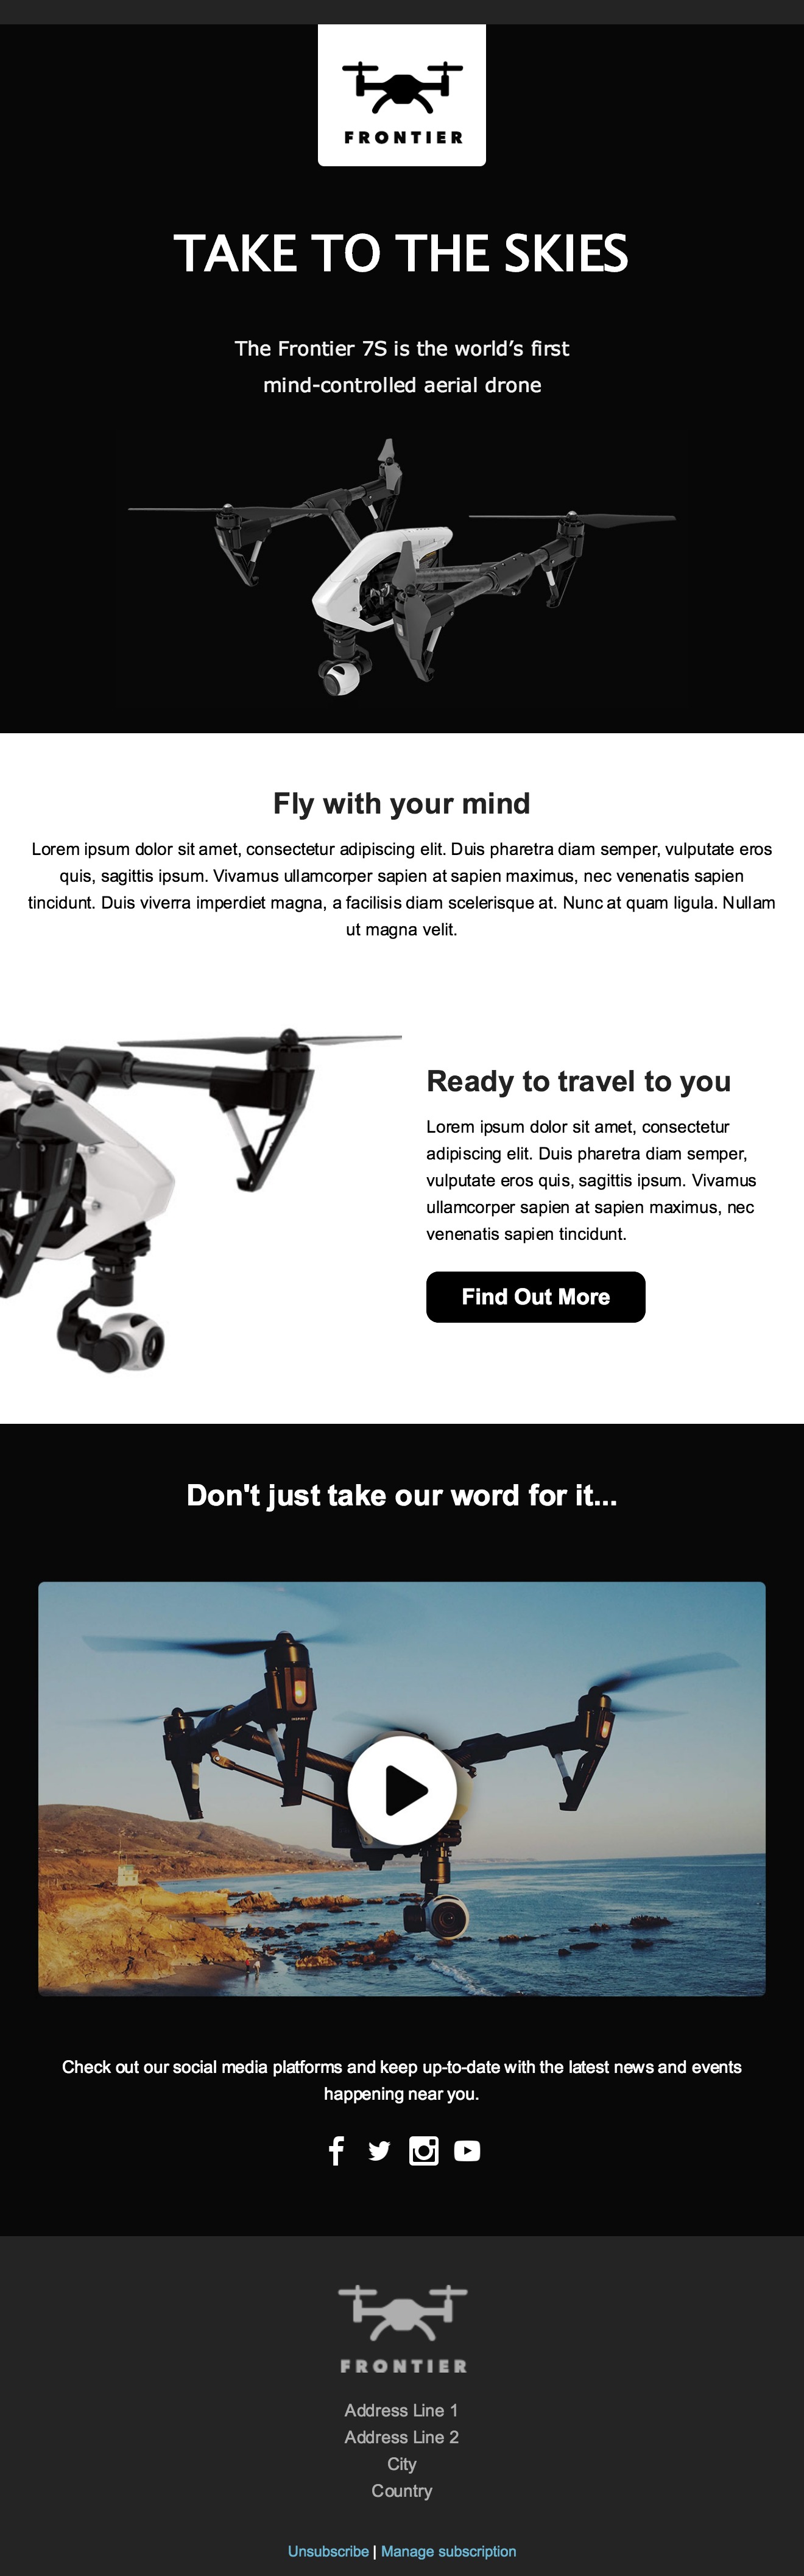 FRONTIER
TAKE TO THE SKIES
The Frontier 7S is the world’s first
mind-controlled aerial drone
Fly with your mind
Lorem ipsum dolor sit amet, consectetur adipiscing elit. Duis pharetra diam semper, vulputate eros
quis, sagittis ipsum. Vivamus ullamcorper sapien at sapien maximus, nec venenatis sapien
tincidunt. Duis viverra imperdiet magna, a facilisis diam scelerisque at. Nunc at quam ligula. Nullam
ut magna velit.
Ready to travel to you
Lorem ipsum dolor sit amet, consectetur
adipiscing elit. Duis pharetra diam semper,
vulputate eros quis, sagittis ipsum. Vivamus
ullamcorper sapien at sapien maximus, nec
venenatis sapien tincidunt.
Find Out More
Don't just take our word for it...
Check out our social media platforms and keep up-to-date with the latest news and events
happening near you.
FRONTIER
Address Line 1
Address Line 2
City
Country
Unsubscribe | Manage subscription